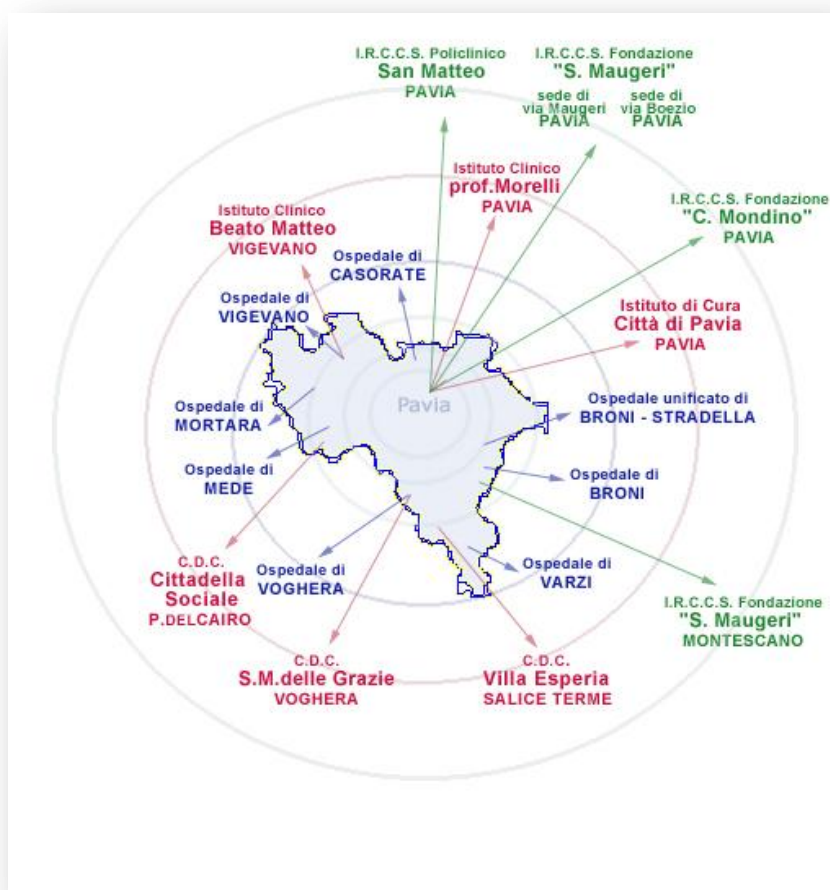 I.R.C.C.S. Policlinico
San Matteo
PAVIA
I.R.C.C.S. Fondazione
"S. Maugeri"
sede di
via Maugeri
PAVIA
sede di
via Boezio
PAVIA
Istituto Clinico
prof.Morelli
PAVIA
I.R.C.C.S. Fondazione
"C. Mondino"
PAVIA
Istituto Clinico
Beato Matteo
VIGEVANO
Ospedale di
CASORATE
Ospedale di
VIGEVANO
Istituto di Cura
Città di Pavia
PAVIA
Pavia
Ospedale di
MORTARA
Ospedale unificato di
BRONI - STRADELLA
Ospedale di
MEDE
Ospedale di
BRONI
C.D.C.
Cittadella
Sociale
P.DELCAIRO
Ospedale di
VOGHERA
Ospedale di
VARZI
I.R.C.C.S. Fondazione
"S. Maugeri"
MONTESCANO
C.D.C.
S.M.delle Grazie
VOGHERA
C.D.C.
Villa Esperia
SALICE TERME